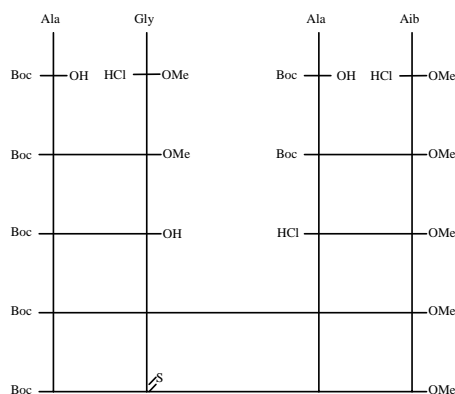 Ala Gly Ala Aib
Boc OH HCl OMe Boc OH HCl OMe
Boc OMe Boc OMe
Boc OH HCl OMe
Boc OMe
S
Boc OMe